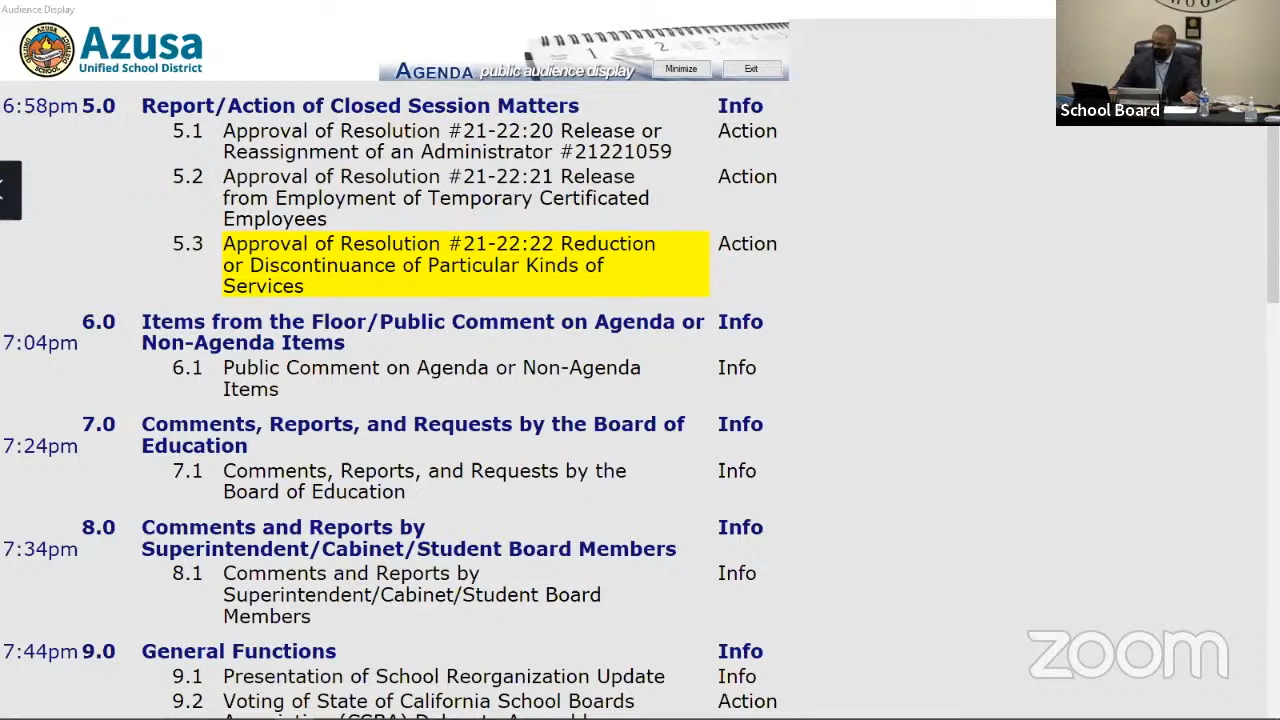 Audience Display
Azusa
Unified School District
AGENDA public audience display
Minimize
Exit
School Board
6:58pm 5.0 Report/Action of Closed Session Matters Info
5.1 Approval of Resolution #21-22:20 Release or Action
Reassignment of an Administrator #21221059
5.2 Approval of Resolution #21-22:21 Release Action
from Employment of Temporary Certificated
Employees
5.3 Approval of Resolution #21-22:22 Reduction Action
or Discontinuance of Particular Kinds of
Services
6.0 Items from the Floor/Public Comment on Agenda or Info
7:04pm Non-Agenda Items
6.1 Public Comment on Agenda or Non-Agenda Info
Items
7.0 Comments, Reports, and Requests by the Board of Info
7:24pm Education
7.1 Comments, Reports, and Requests by the Info
Board of Education
8.0 Comments and Reports by Info
7:34pm Superintendent/Cabinet/Student Board Members
8.1 Comments and Reports by Info
Superintendent/Cabinet/Student Board
Members
7:44pm 9.0 General Functions Info
9.1 Presentation of School Reorganization Update Info
9.2 Voting of State of California School Boards Action
zoom